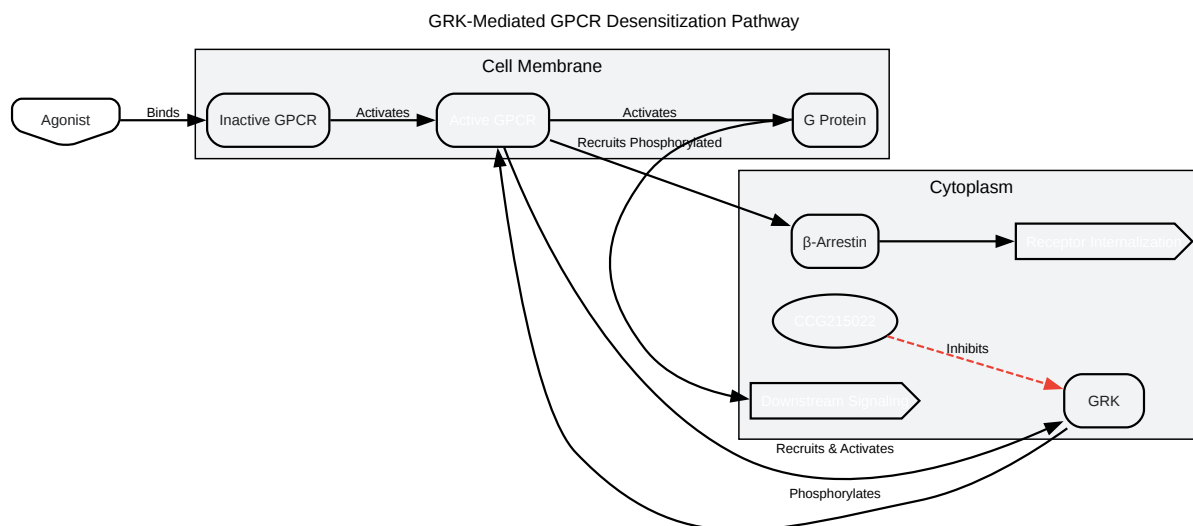 GRK-Mediated GPCR Desensitization Pathway
Cell Membrane
Agonist
Binds
Inactive GPCR
Activates
Active GPCR
Activates
G Protein
Recruits Phosphorylated
Cytoplasm
β-Arrestin
Receptor Internalization
CCG215022
Inhibits
Downstream Signaling
GRK
Recruits & Activates
Phosphorylates